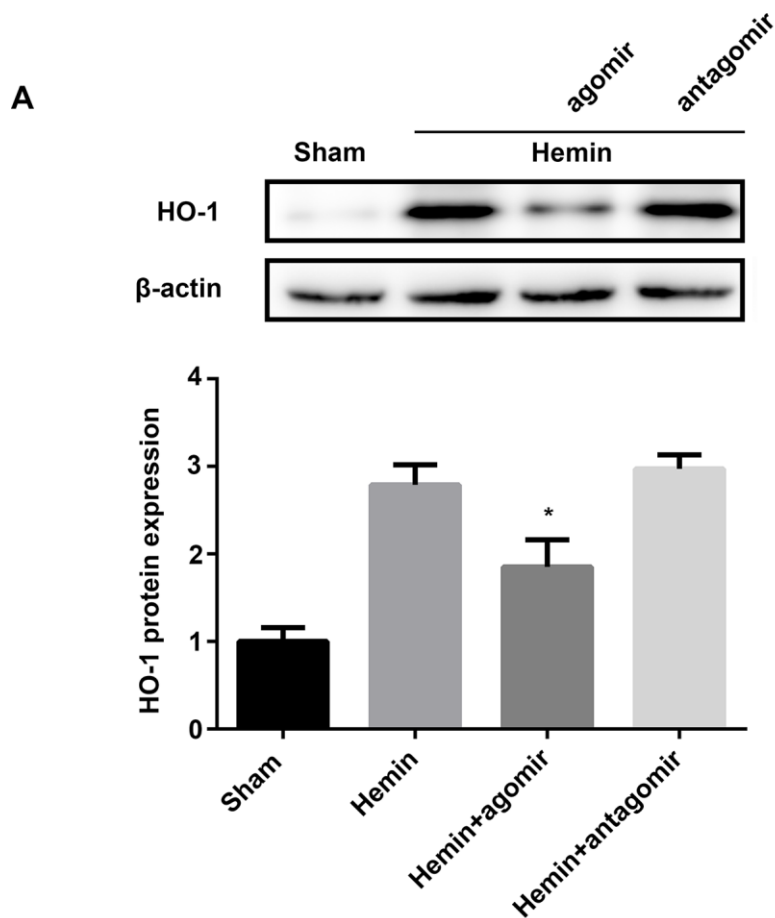 A
agomir
antagomir
Sham
Hemin
HO-1
β-actin
HO-1 protein expression
4
3
2
1
0
*
Sham
Hemin
Hemin+agomir
Hemin+antagomir